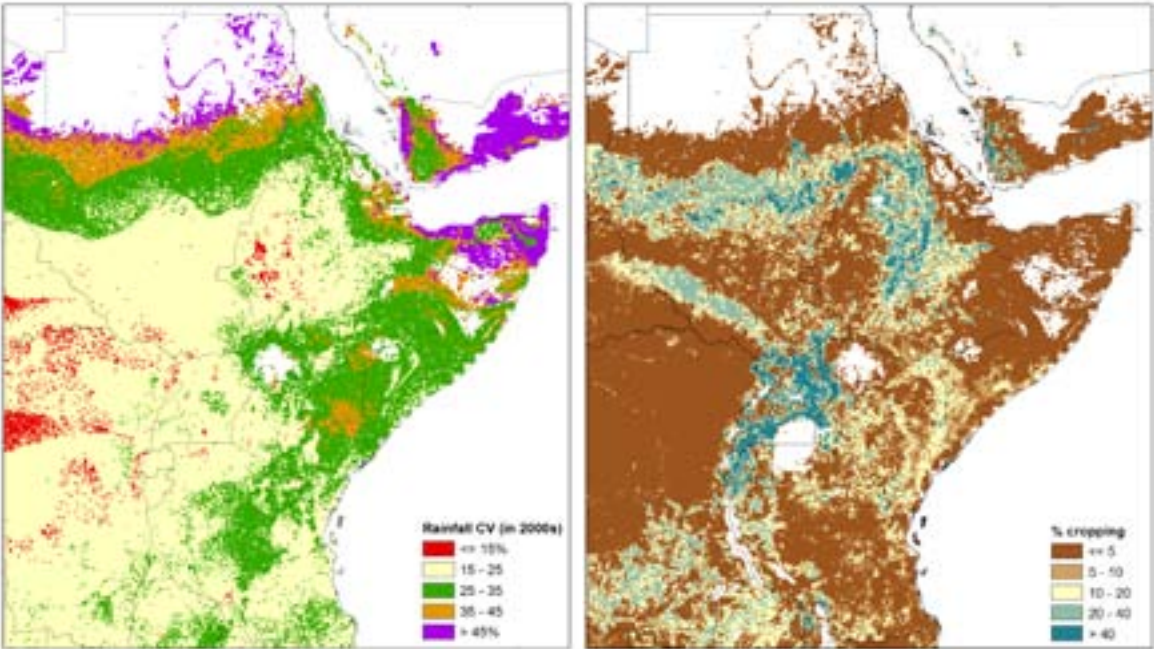 Rainfall CV (in 2000s)
<= 15%
15 - 25
25 - 35
35 - 45
> 45%
% cropping
<= 5
5 - 10
10 - 20
20 - 40
> 40